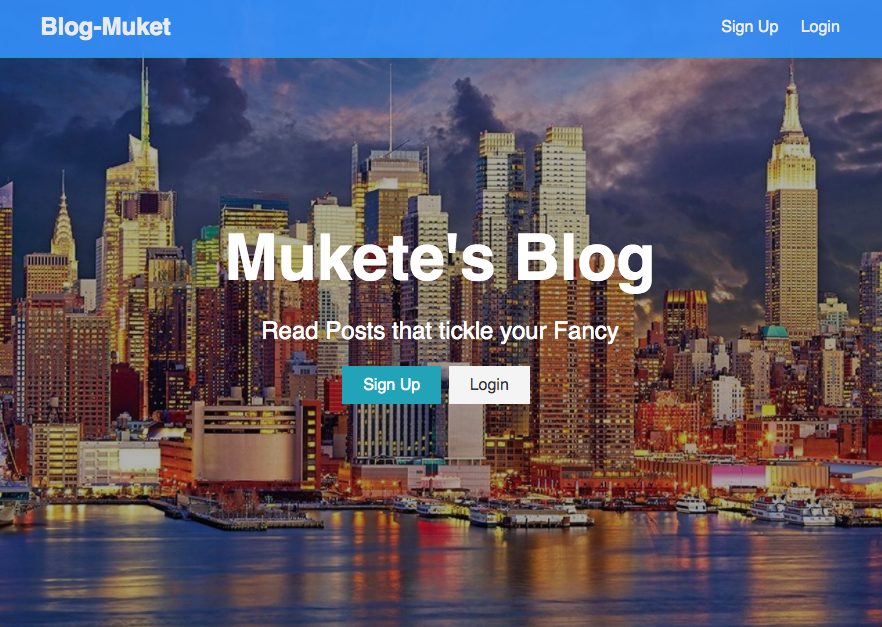 Blog-Muket
Sign Up Login
Mukete's Blog
Read Posts that tickle your Fancy
Sign Up Login